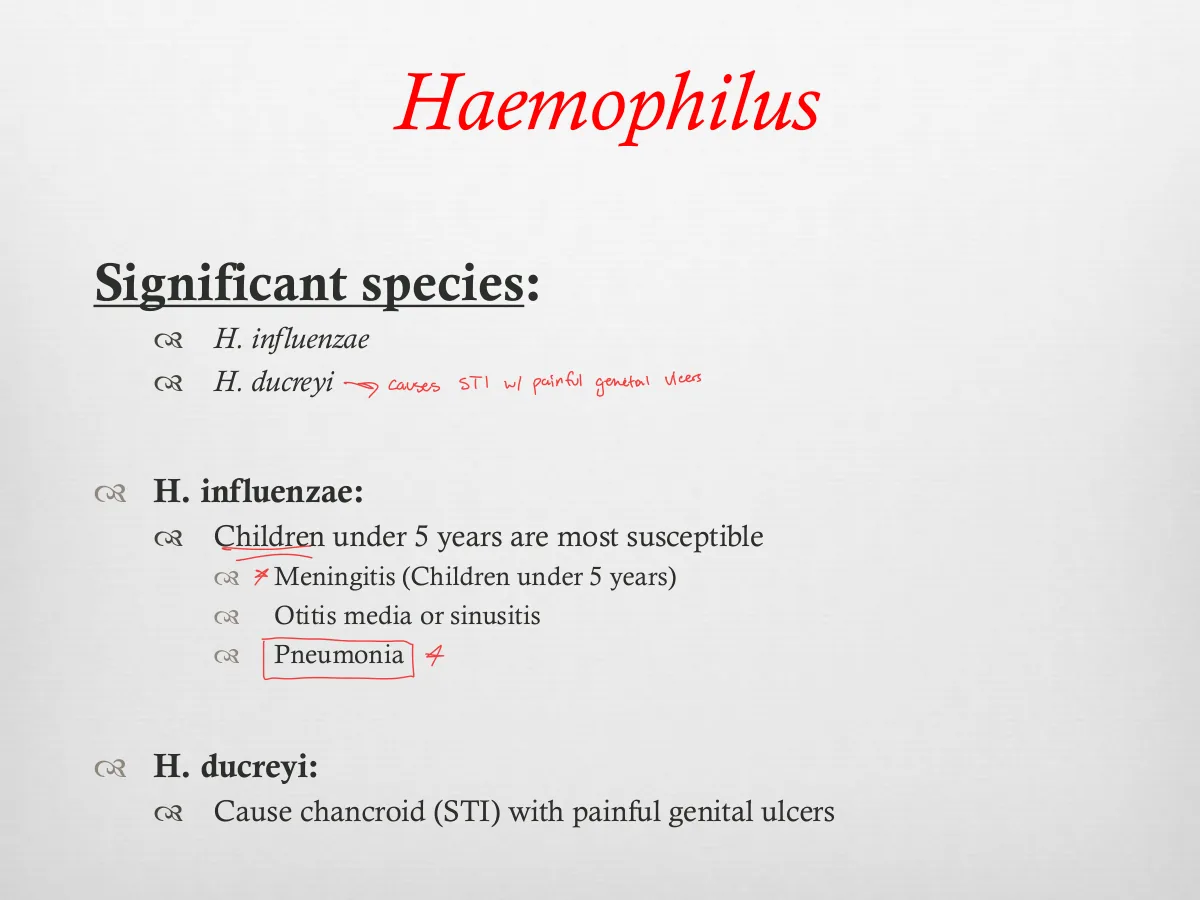 Haemophilus
Significant species:
H. influenzae
H. ducreyi → causes STI w/ painful genetal ulcers
H. influenzae:
Children under 5 years are most susceptible
* Meningitis (Children under 5 years)
Otitis media or sinusitis
Pneumonia *
H. ducreyi:
Cause chancroid (STI) with painful genital ulcers